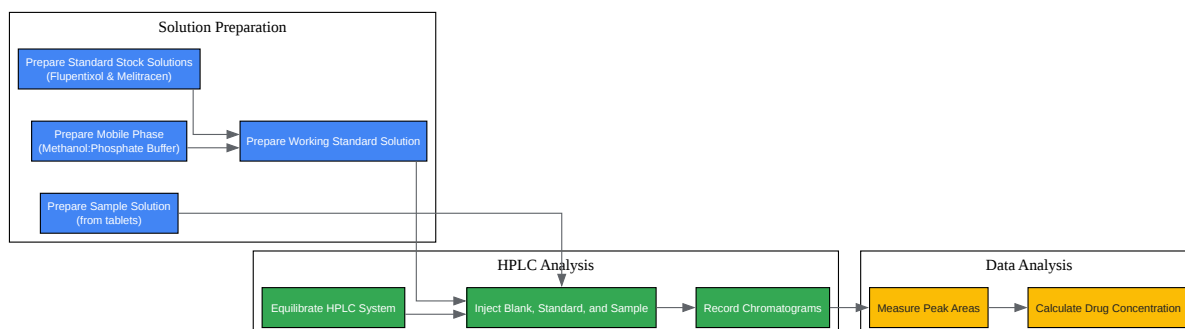 Solution Preparation
Prepare Standard Stock Solutions
(Flupentixol & Melitracen)
Prepare Mobile Phase
(Methanol:Phosphate Buffer)
Prepare Working Standard Solution
Prepare Sample Solution
(from tablets)
HPLC Analysis
Equilibrate HPLC System
Inject Blank, Standard, and Sample
Record Chromatograms
Data Analysis
Measure Peak Areas
Calculate Drug Concentration